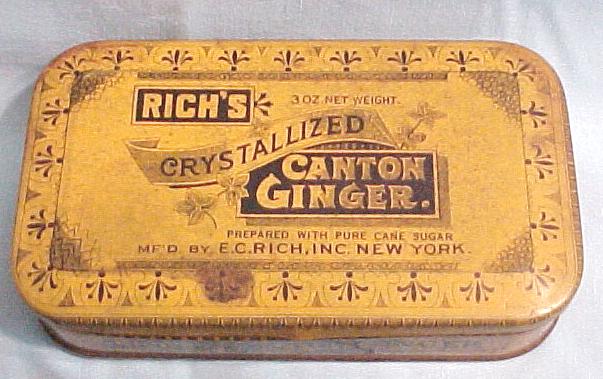 RICH'S
3 OZ NET WEIGHT.
CRYSTALLIZED
CANTON
GINGER.
PREPARED WITH PURE CANE SUGAR
MF'D BY E.C. RICH, INC. NEW YORK.